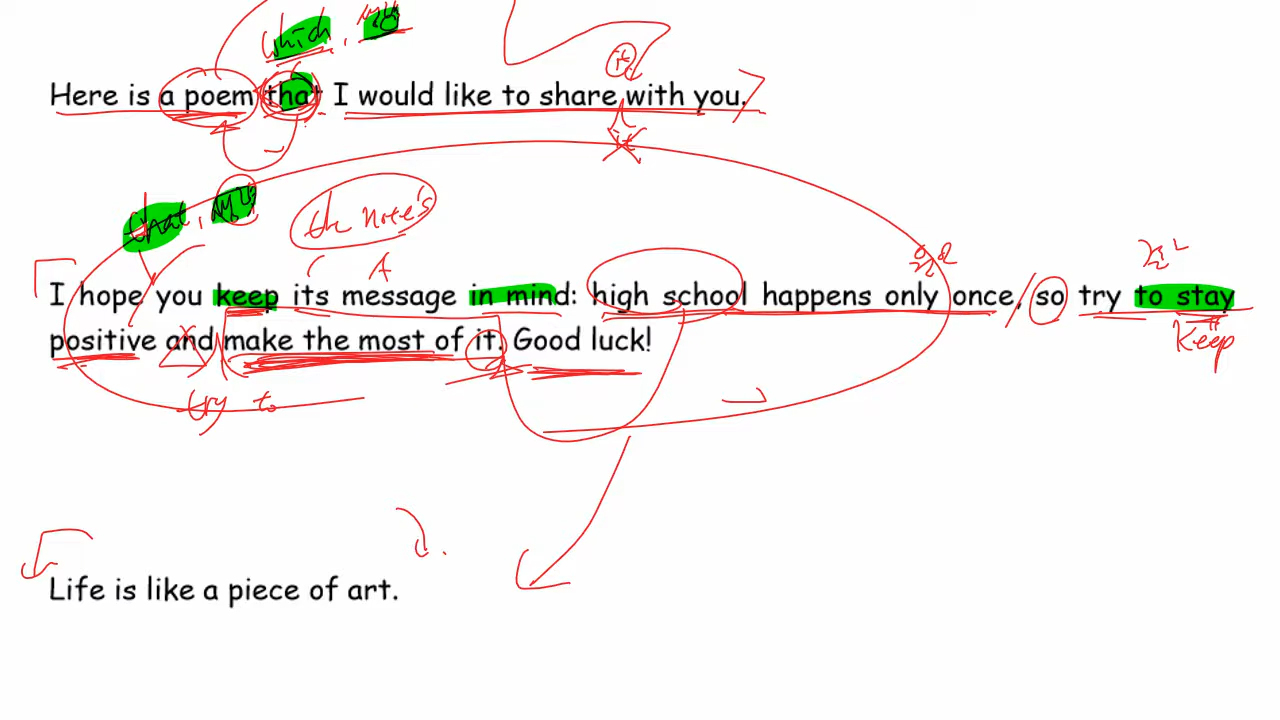 which,
it
Here is a poem that I would like to share with you.
it
that,
the note's
A
I hope you keep its message in mind: high school happens only once, so try to stay
positive and make the most of it. Good luck!
Keep
try to
Life is like a piece of art.